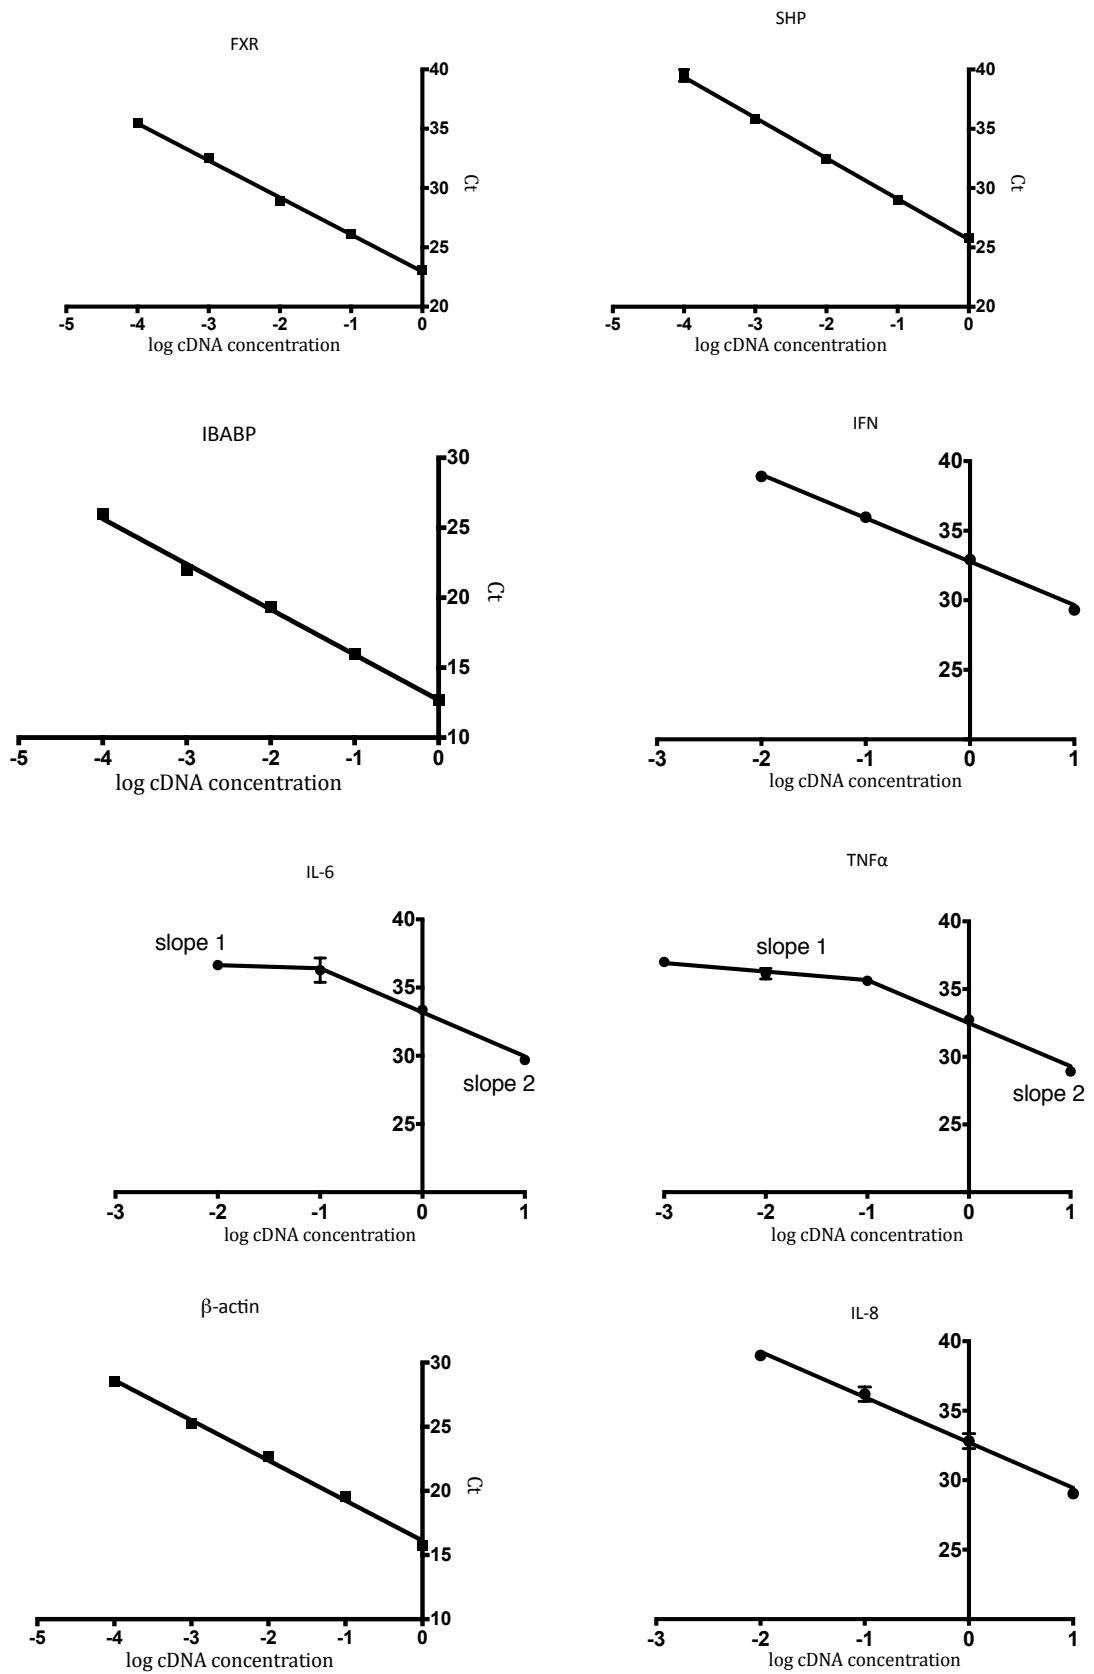 FXR
40
35
30
25
20
Ct
-5 -4 -3 -2 -1 0
log cDNA concentration
SHP
40
35
30
25
20
Ct
-5 -4 -3 -2 -1 0
log cDNA concentration
IBABP
30
25
20
15
10
Ct
-5 -4 -3 -2 -1 0
log cDNA concentration
IFN
40
35
30
25
-3 -2 -1 0 1
log cDNA concentration
IL-6
40
slope 1
35
30
slope 2
25
-3 -2 -1 0 1
log cDNA concentration
TNFα
40
slope 1
35
30
slope 2
25
-3 -2 -1 0 1
log cDNA concentration
β-actin
30
25
20
15
10
Ct
-5 -4 -3 -2 -1 0
log cDNA concentration
IL-8
40
35
30
25
-3 -2 -1 0 1
log cDNA concentration